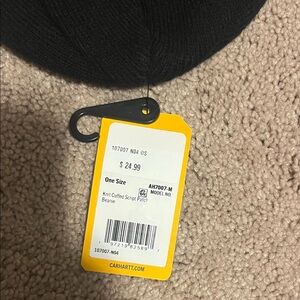 107007 N04 US
$ 24.99
One Size
AH7007-M
MODEL NO.
Knit Cuffed Script Patch
Beanie
107007-N04
CARHARTT.COM